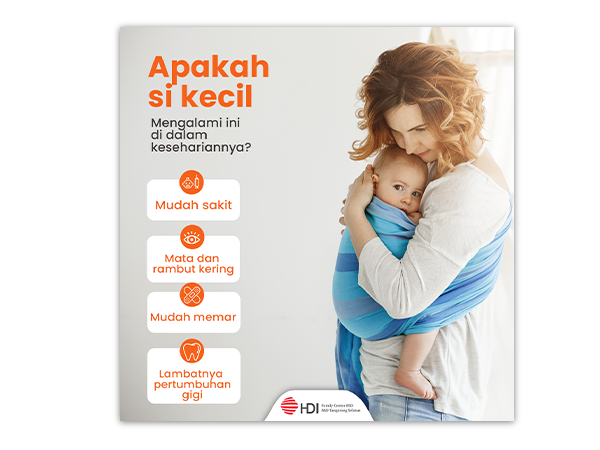 Apakah
si kecil
Mengalami ini
di dalam
kesehariannya?
Mudah sakit
Mata dan
rambut kering
Mudah memar
Lambatnya
pertumbuhan
gigi
HDI